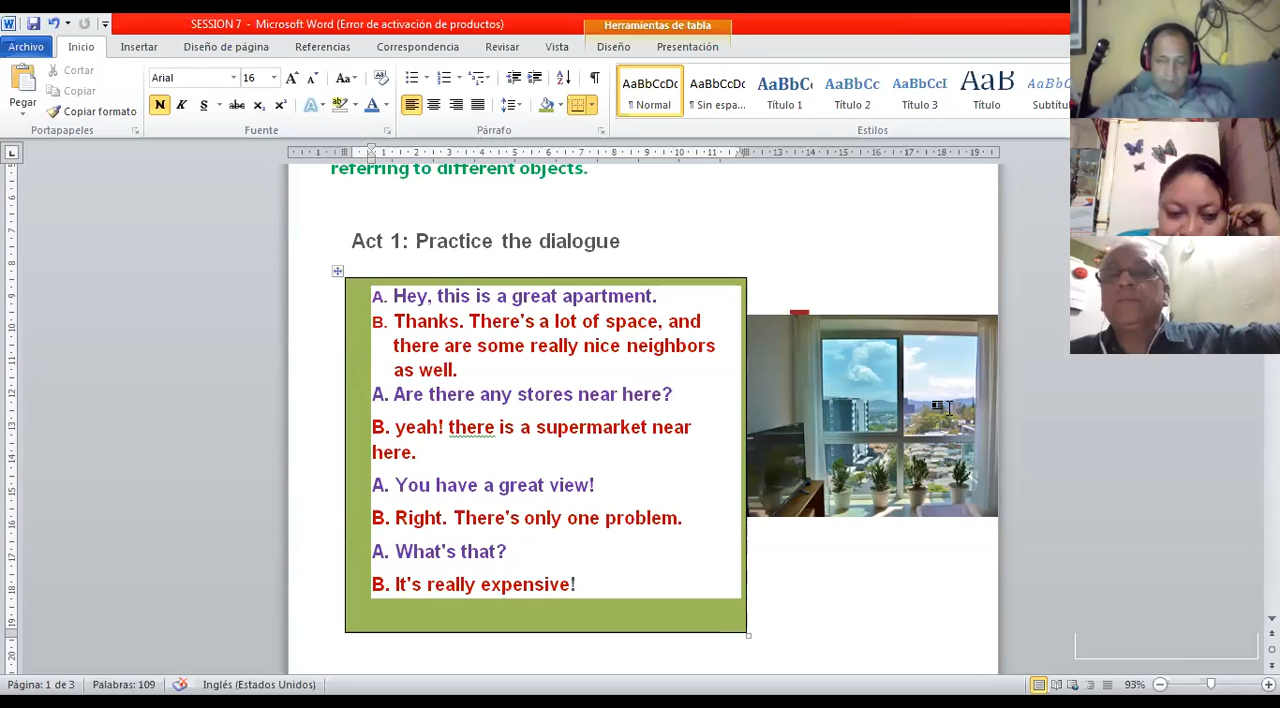 SESSION 7 - Microsoft Word (Error de activación de productos)
Herramientas de tabla
Archivo
Inicio
Insertar
Diseño de página
Referencias
Correspondencia
Revisar
Vista
Diseño
Presentación
Pegar
Cortar
Copiar
Copiar formato
Portapapeles
Arial
16
Fuente
Párrafo
AaBbCcDc
¶ Normal
AaBbCcDc
¶ Sin espa...
AaBbC
Título 1
AaBbCc
Título 2
AaBbCcI
Título 3
AaB
Título
AaBbCc
Subtítu
Estilos
referring to different objects.
Act 1: Practice the dialogue
A. Hey, this is a great apartment.
B. Thanks. There's a lot of space, and
there are some really nice neighbors
as well.
A. Are there any stores near here?
B. yeah! there is a supermarket near
here.
A. You have a great view!
B. Right. There's only one problem.
A. What's that?
B. It's really expensive!
Página: 1 de 3
Palabras: 109
Inglés (Estados Unidos)
93%